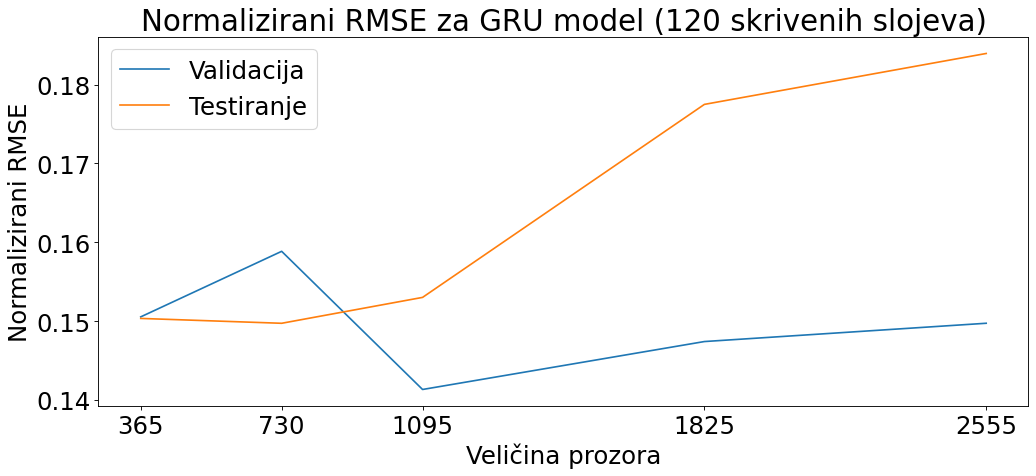 Normalizirani RMSE za GRU model (120 skrivenih slojeva)
Validacija
Testiranje
Normalizirani RMSE
0.18
0.17
0.16
0.15
0.14
365 730 1095 1825 2555
Veličina prozora